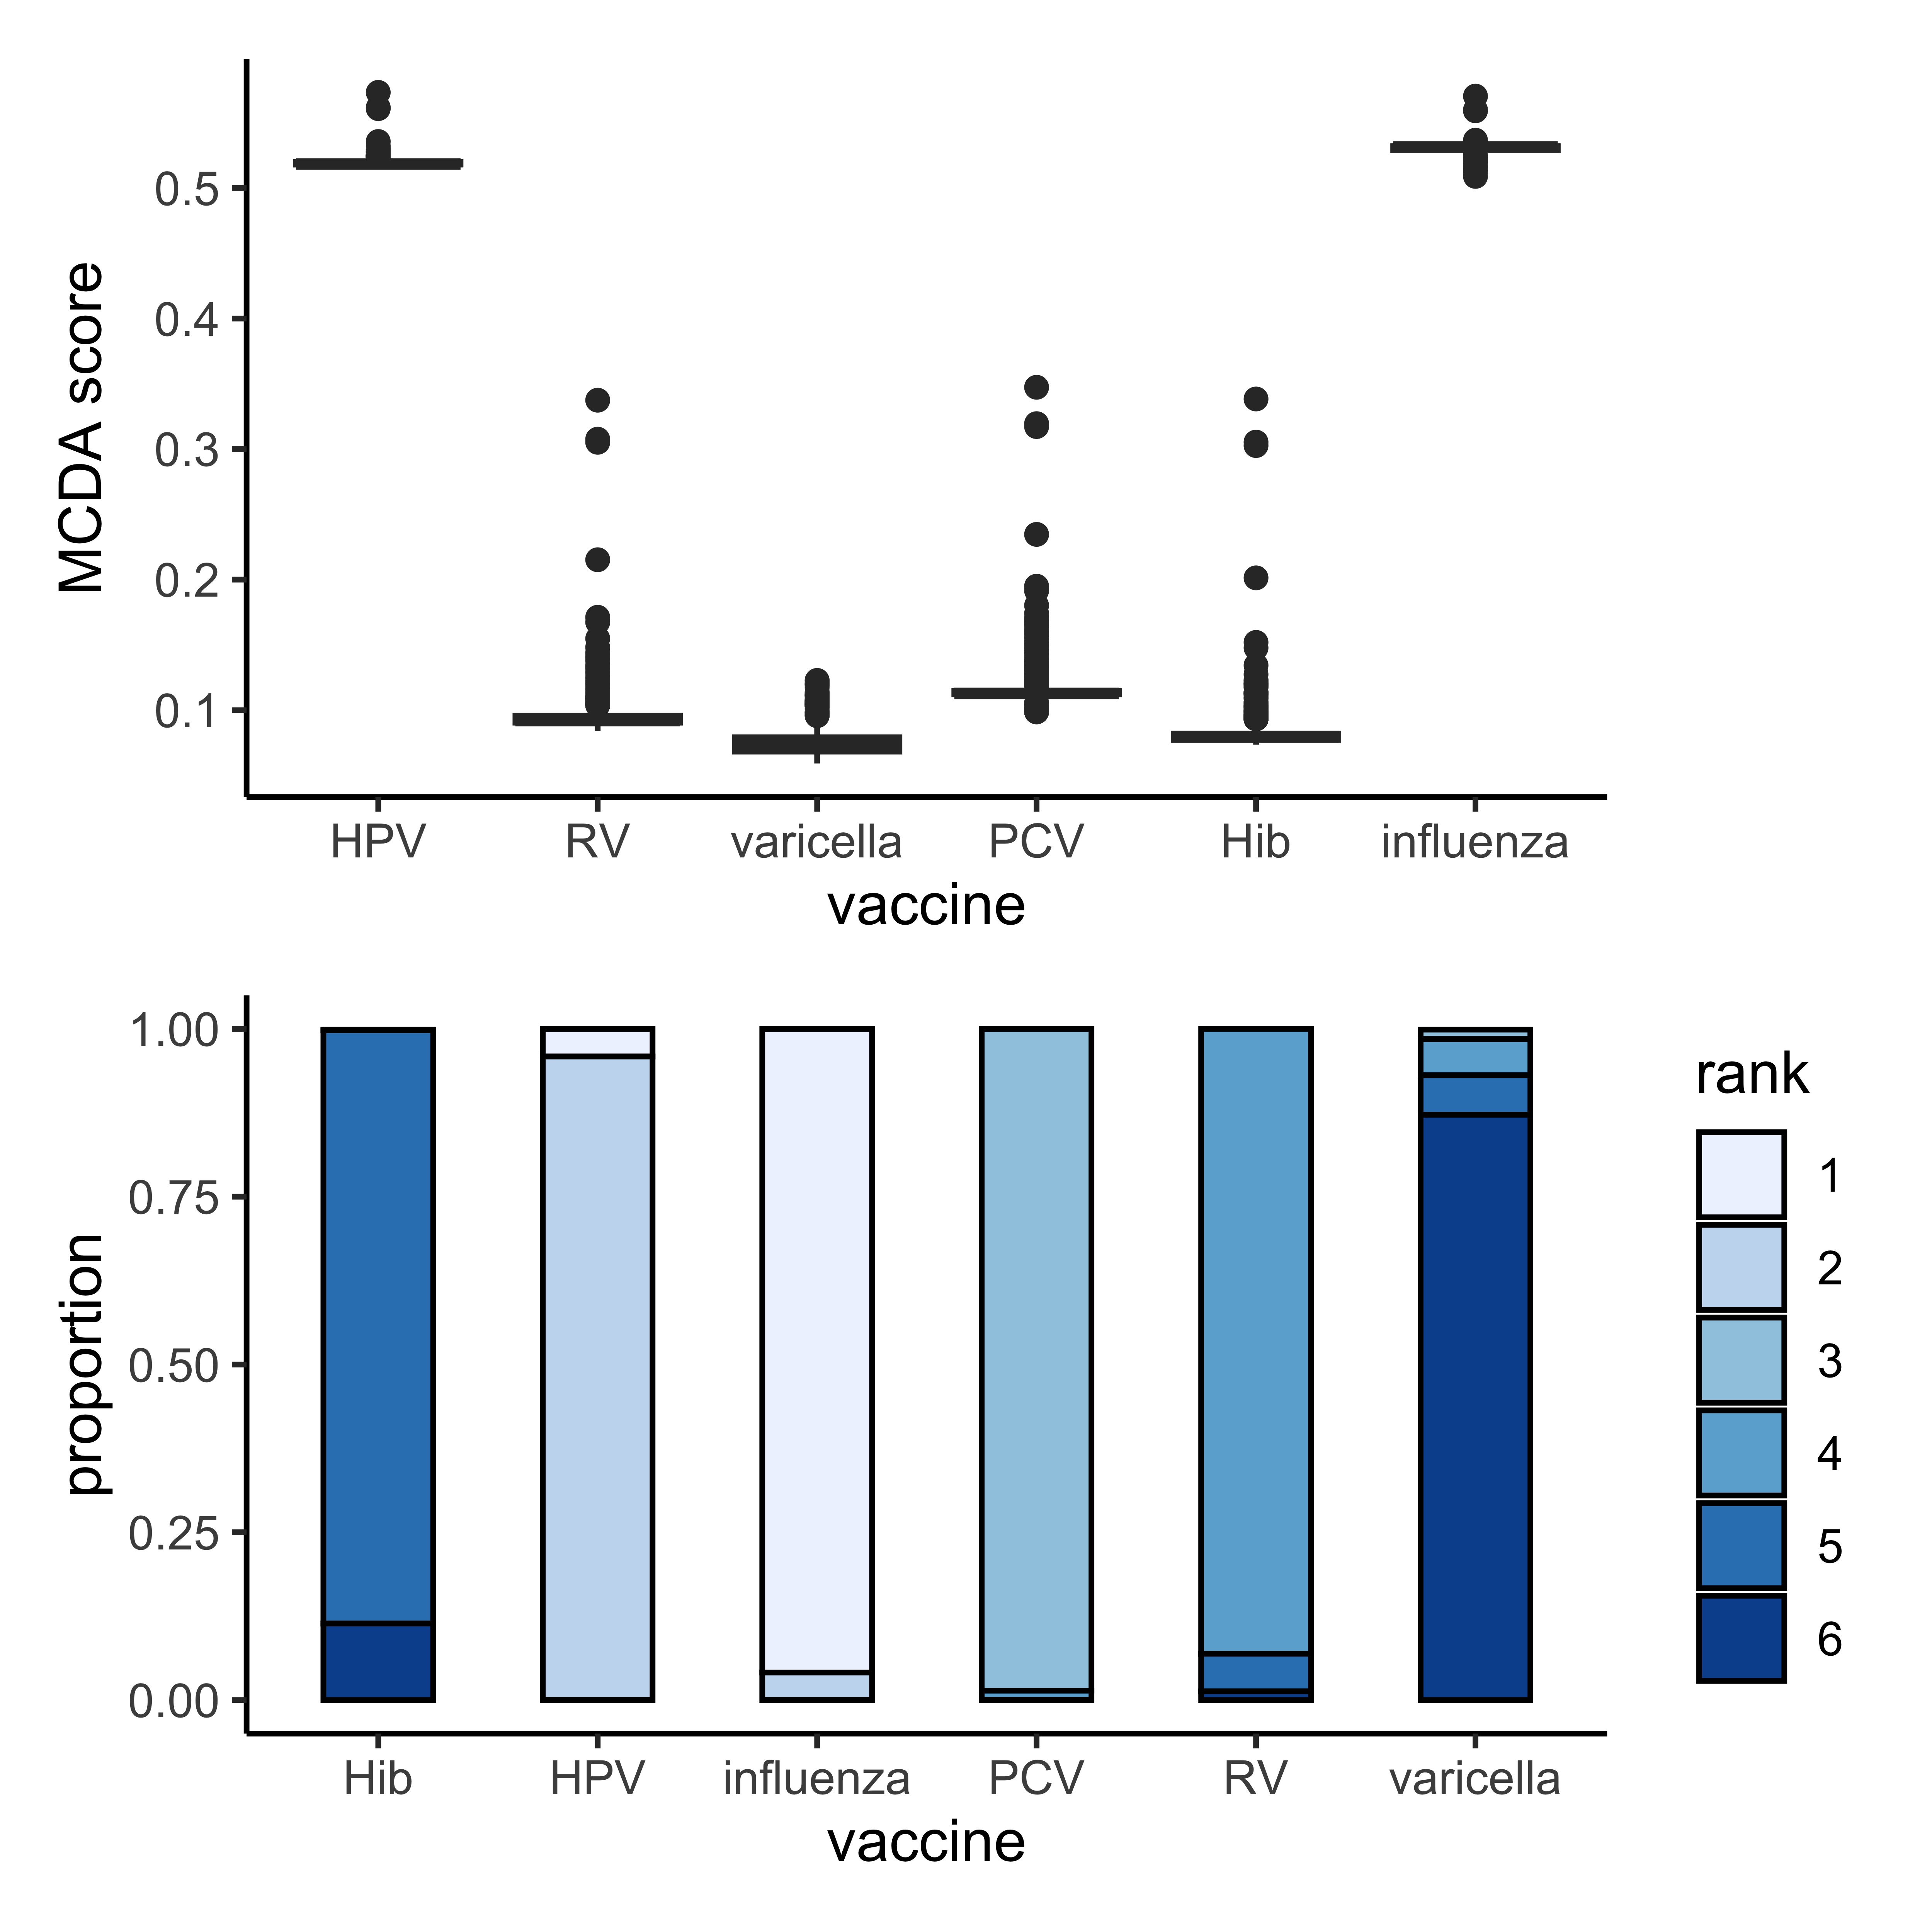 MCDA score
0.5
0.4
0.3
0.2
0.1
HPV RV varicella PCV Hib influenza
vaccine
proportion
1.00
0.75
0.50
0.25
0.00
Hib HPV influenza PCV RV varicella
vaccine
rank
1
2
3
4
5
6